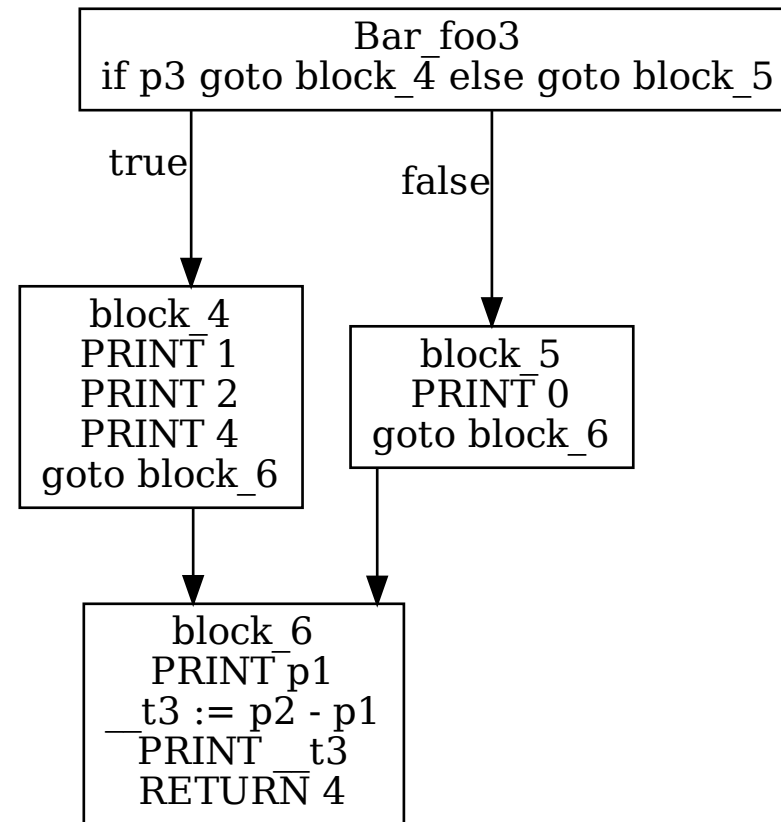 Bar_foo3
if p3 goto block_4 else goto block_5
true
false
block_4
PRINT 1
PRINT 2
PRINT 4
goto block_6
block_5
PRINT 0
goto block_6
block_6
PRINT p1
__t3 := p2 - p1
PRINT __t3
RETURN 4